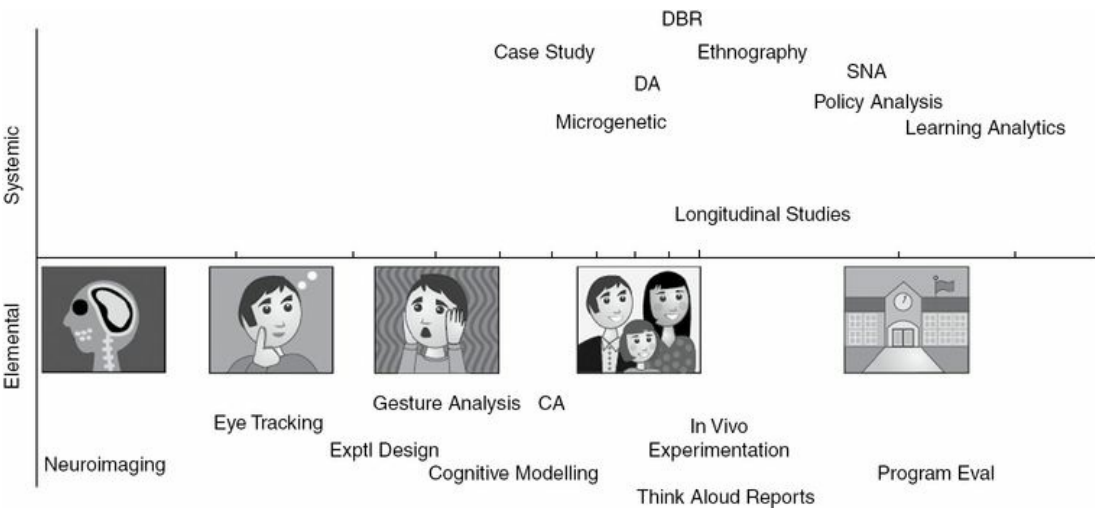 DBR
Case Study
Ethnography
SNA
DA
Policy Analysis
Microgenetic
Learning Analytics
Systemic
Longitudinal Studies
Elemental
Gesture Analysis
CA
Eye Tracking
In Vivo
Experimentation
Exptl Design
Neuroimaging
Cognitive Modelling
Program Eval
Think Aloud Reports